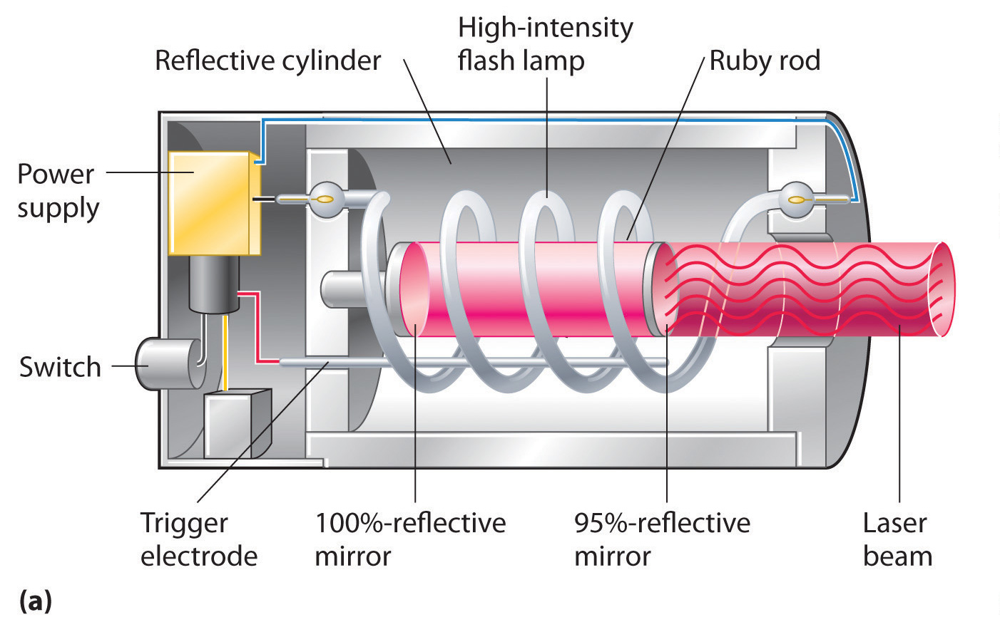 High-intensity
flash lamp
Reflective cylinder
Ruby rod
Power
supply
Switch
Trigger
electrode
100%-reflective
mirror
95%-reflective
mirror
Laser
beam
(a)